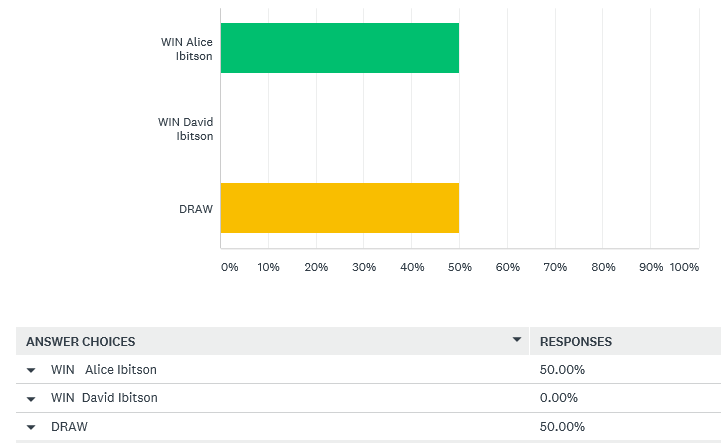 WIN Alice
Ibitson
WIN David
Ibitson
DRAW
0% 10% 20% 30% 40% 50% 60% 70% 80% 90% 100%
ANSWER CHOICES RESPONSES
WIN Alice Ibitson 50.00%
WIN David Ibitson 0.00%
DRAW 50.00%